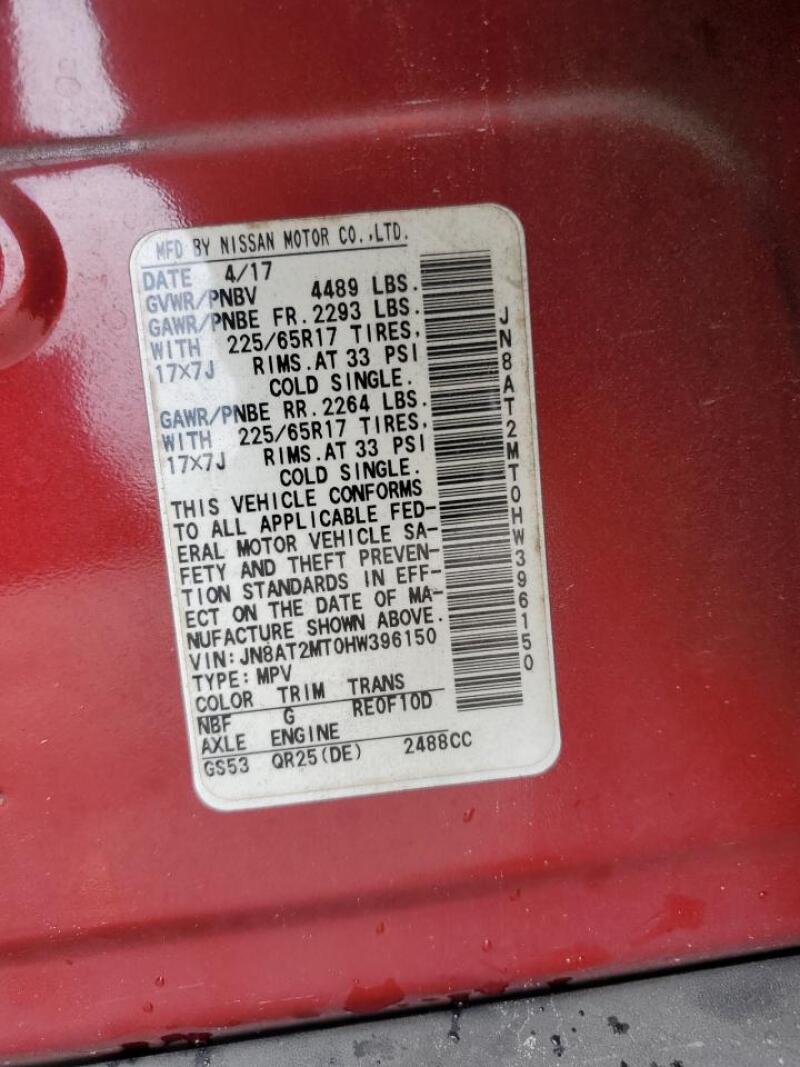 MFD BY NISSAN MOTOR CO.,LTD.
DATE 4/17
GVWR/PNBV 4489 LBS.
GAWR/PNBE FR. 2293 LBS.
WITH 225/65R17 TIRES,
17×7J RIMS. AT 33 PSI
COLD SINGLE.
GAWR/PNBE RR. 2264 LBS.
WITH 225/65R17 TIRES,
17×7J RIMS. AT 33 PSI
COLD SINGLE.
THIS VEHICLE CONFORMS
TO ALL APPLICABLE FED-
ERAL MOTOR VEHICLE SA-
FETY AND THEFT PREVEN-
TION STANDARDS IN EFF-
ECT ON THE DATE OF MA-
NUFACTURE SHOWN ABOVE.
VIN: JN8AT2MT0HW396150
TYPE: MPV
COLOR TRIM TRANS
NBF G RE0F10D
AXLE ENGINE
GS53 QR25(DE) 2488CC
JN8AT2MT0HW396150